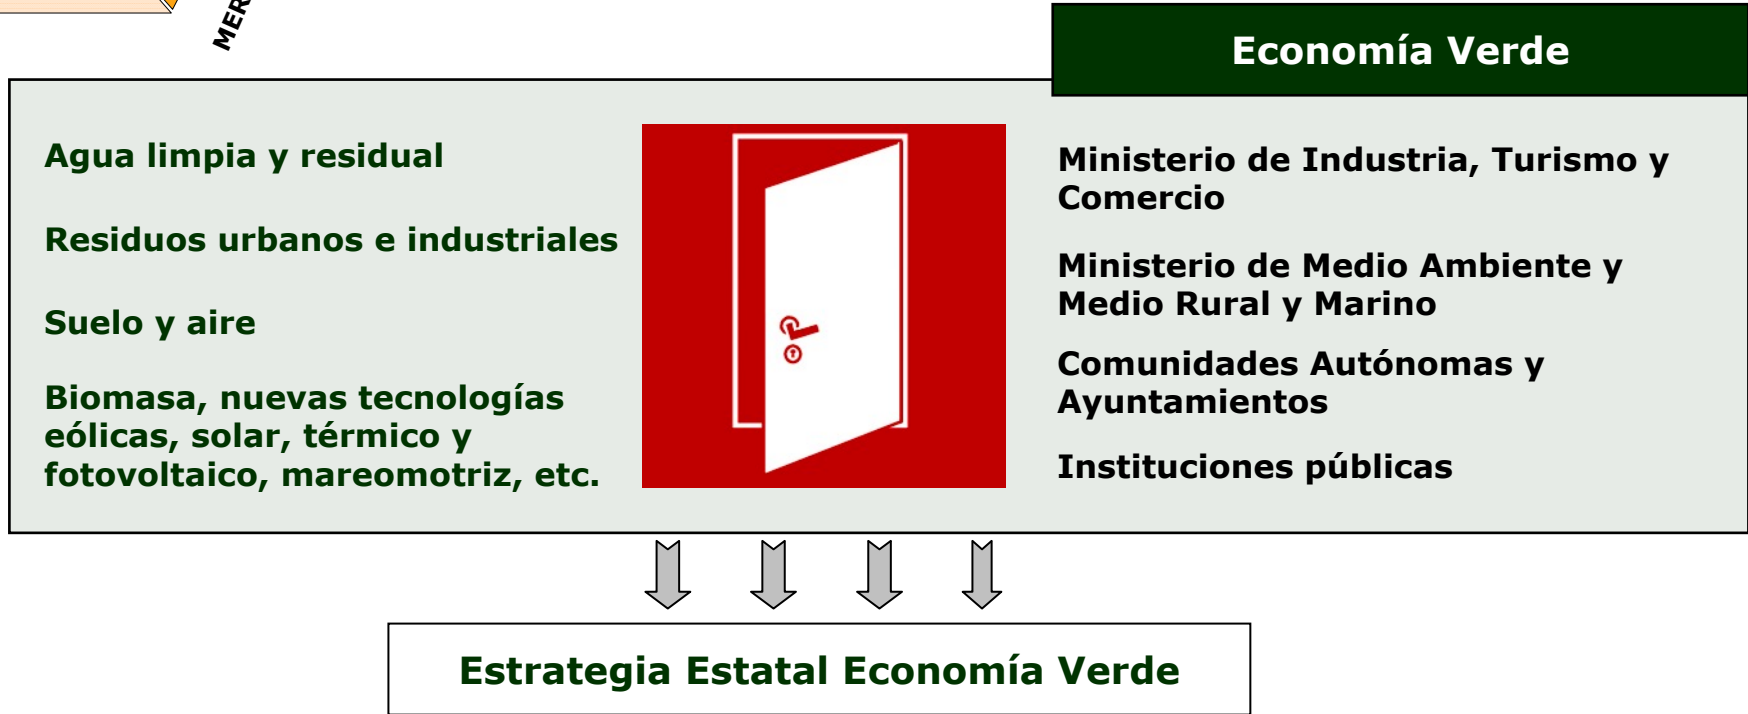 MER
Economía Verde
Agua limpia y residual
Residuos urbanos e industriales
Suelo y aire
Biomasa, nuevas tecnologías
eólicas, solar, térmico y
fotovoltaico, mareomotriz, etc.
Ministerio de Industria, Turismo y
Comercio
Ministerio de Medio Ambiente y
Medio Rural y Marino
Comunidades Autónomas y
Ayuntamientos
Instituciones públicas
Estrategia Estatal Economía Verde